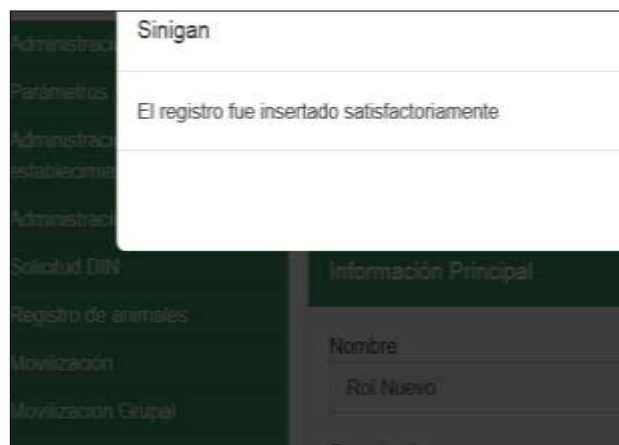 Sinigan
El registro fue insertado satisfactoriamente
Parámetros
Solicitud DIN
Registro de animales
Movilización
Movilizacion Grupal
Información Principal
Nombre
Rol Nuevo